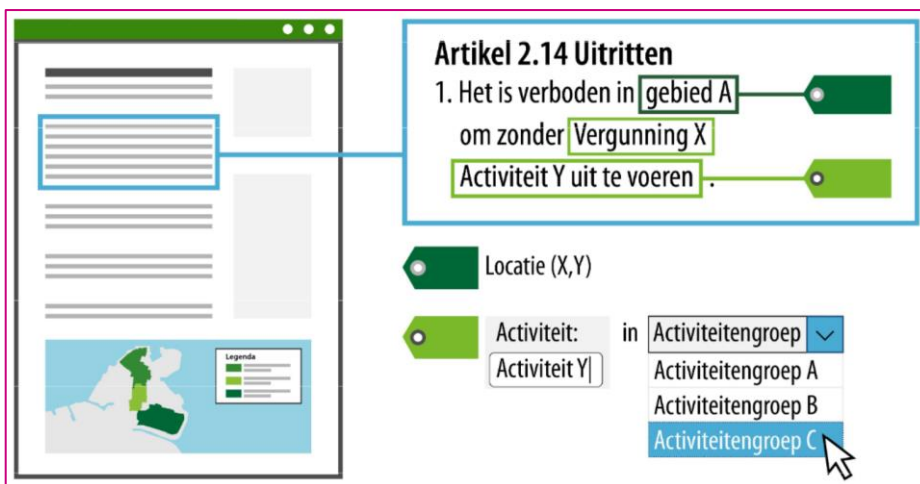 Artikel 2.14 Uitritten
1. Het is verboden in gebied A
om zonder Vergunning X
Activiteit Y uit te voeren .
Locatie (X,Y)
Activiteit: in Activiteitengroep
Activiteit Y
Activiteitengroep A
Activiteitengroep B
Activiteitengroep C
Legenda